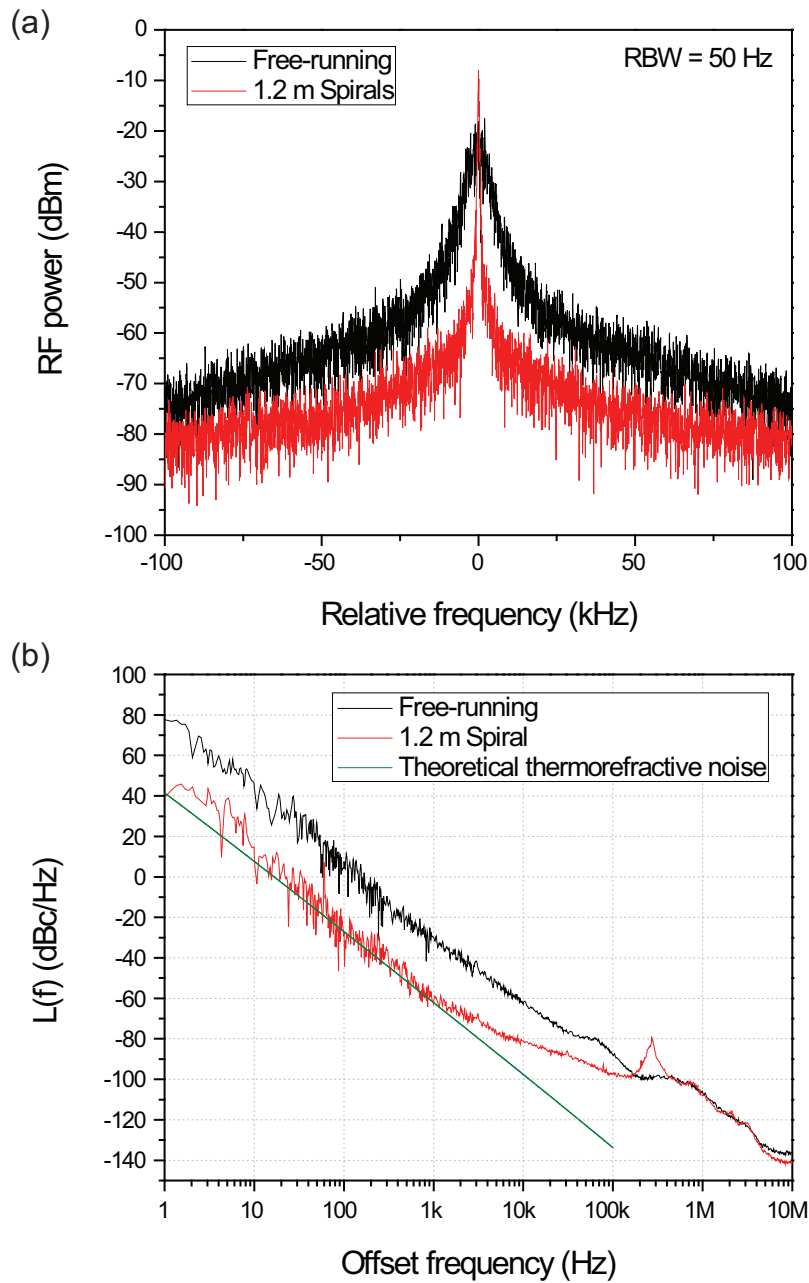 (a)
Free-running
1.2 m Spirals
RBW = 50 Hz
RF power (dBm)
0
-10
-20
-30
-40
-50
-60
-70
-80
-90
-100
-100 -50 0 50 100
Relative frequency (kHz)
(b)
Free-running
1.2 m Spiral
Theoretical thermorefractive noise
L(f) (dBc/Hz)
100
80
60
40
20
0
-20
-40
-60
-80
-100
-120
-140
1 10 100 1k 10k 100k 1M 10M
Offset frequency (Hz)